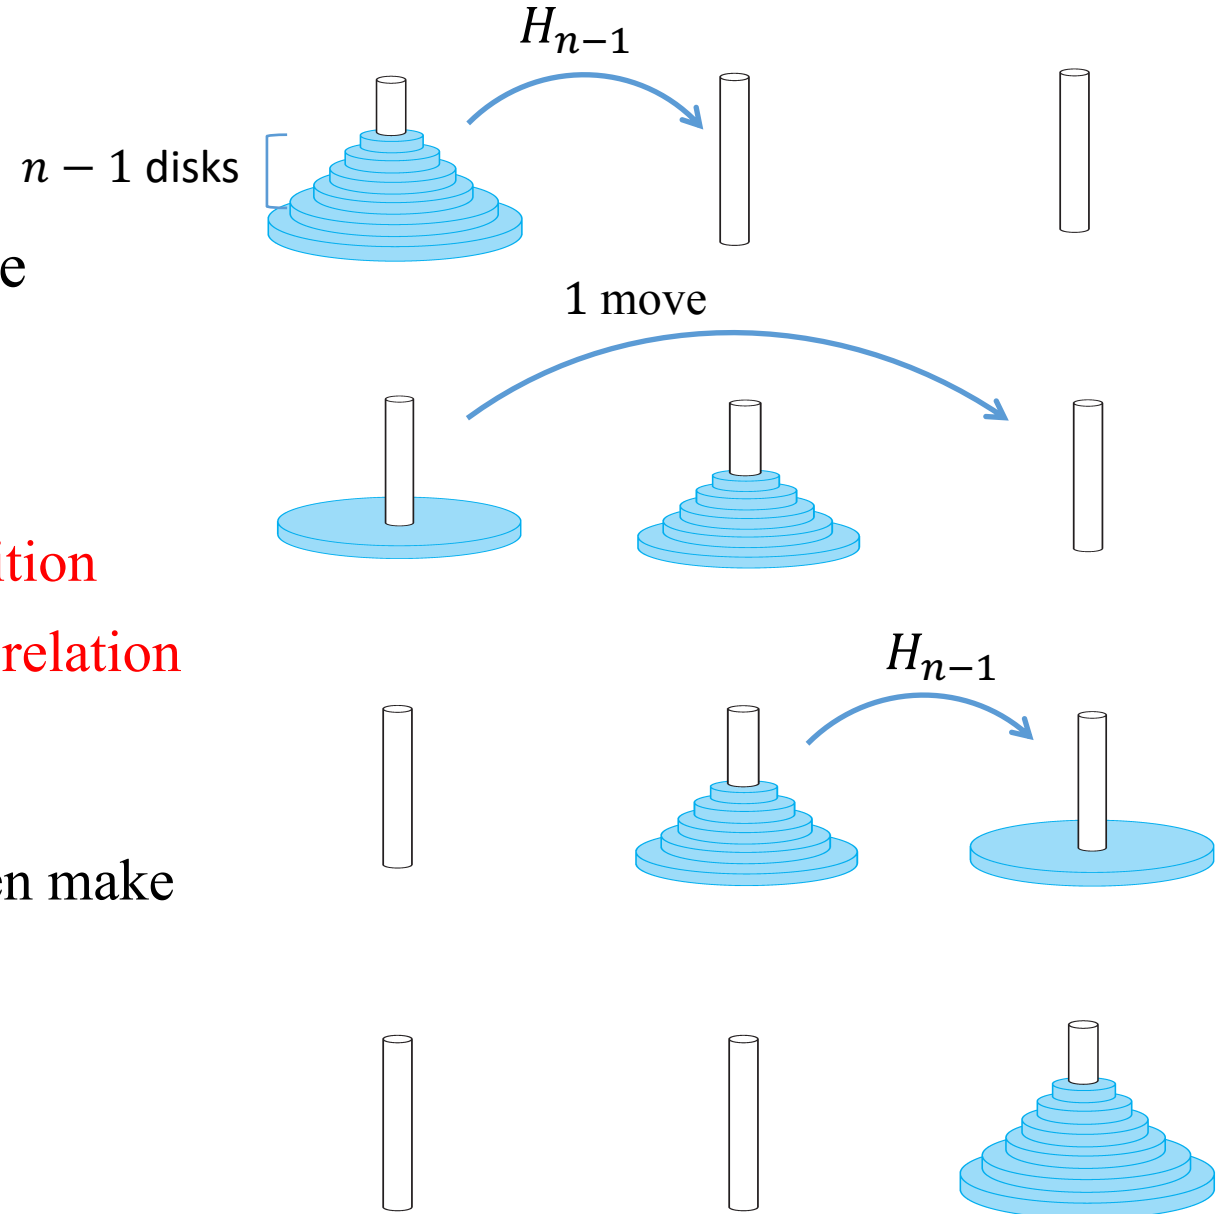 H_{n−1}
n − 1 disks
e
1 move
ition
relation
H_{n−1}
en make